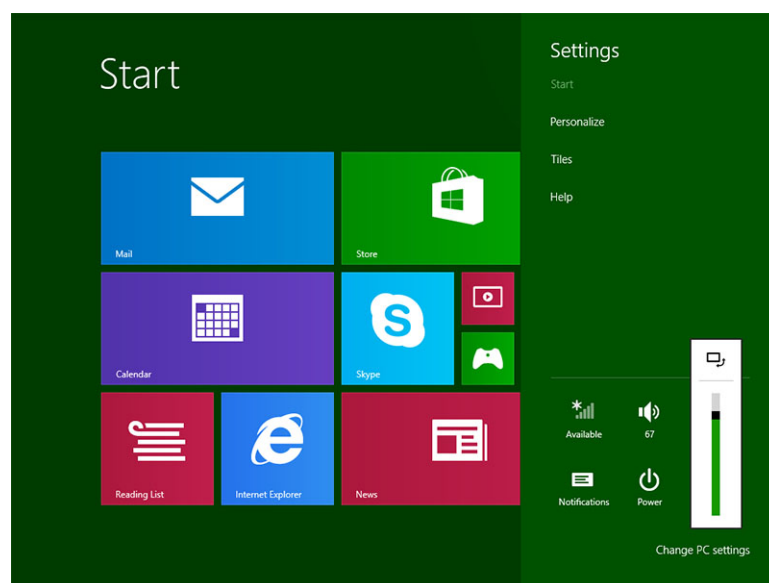 Start
Settings
Start
Personalize
Tiles
Help
Mail
Store
Calendar
Skype
Reading List
Internet Explorer
News
Available
67
Notifications
Power
Change PC settings